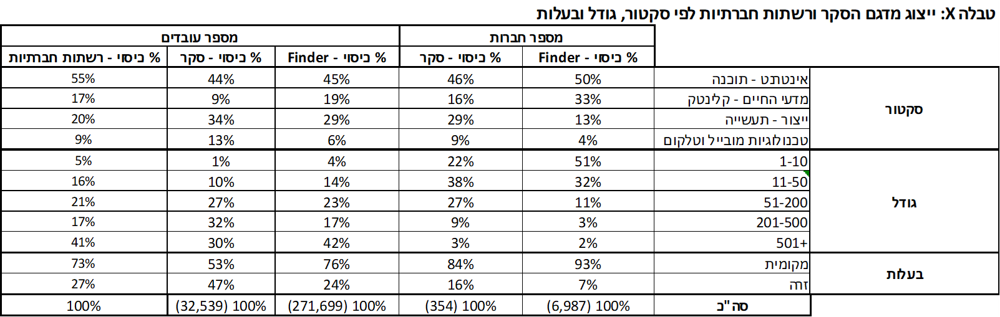 טבלה X: ייצוג מדגם הסקר ורשתות חברתיות לפי סקטור, גודל ובעלות
מספר חברות מספר עובדים
% כיסוי - Finder % כיסוי - סקר % כיסוי - Finder % כיסוי - סקר % כיסוי - רשתות חברתיות
סקטור אינטרנט - תוכנה 50% 46% 45% 44% 55%
מדעי החיים - קלינטק 33% 16% 19% 9% 17%
ייצור - תעשייה 13% 29% 29% 34% 20%
טכנולוגיות מובייל וטלקום 4% 9% 6% 13% 9%
גודל 1-10 51% 22% 4% 1% 5%
11-50 32% 38% 14% 10% 16%
51-200 11% 27% 23% 27% 21%
201-500 3% 9% 17% 32% 17%
501+ 2% 3% 42% 30% 41%
בעלות מקומית 93% 84% 76% 53% 73%
זרה 7% 16% 24% 47% 27%
סה"כ 100% (6,987) 100% (354) 100% (271,699) 100% (32,539) 100%